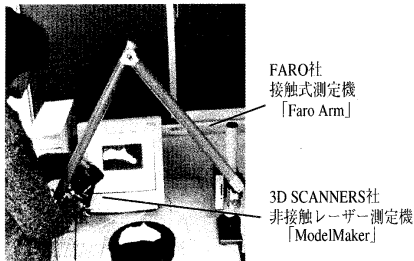 FARO社
接触式測定機
「Faro Arm」
3D SCANNERS社
非接触レーザー測定機
「ModelMaker」